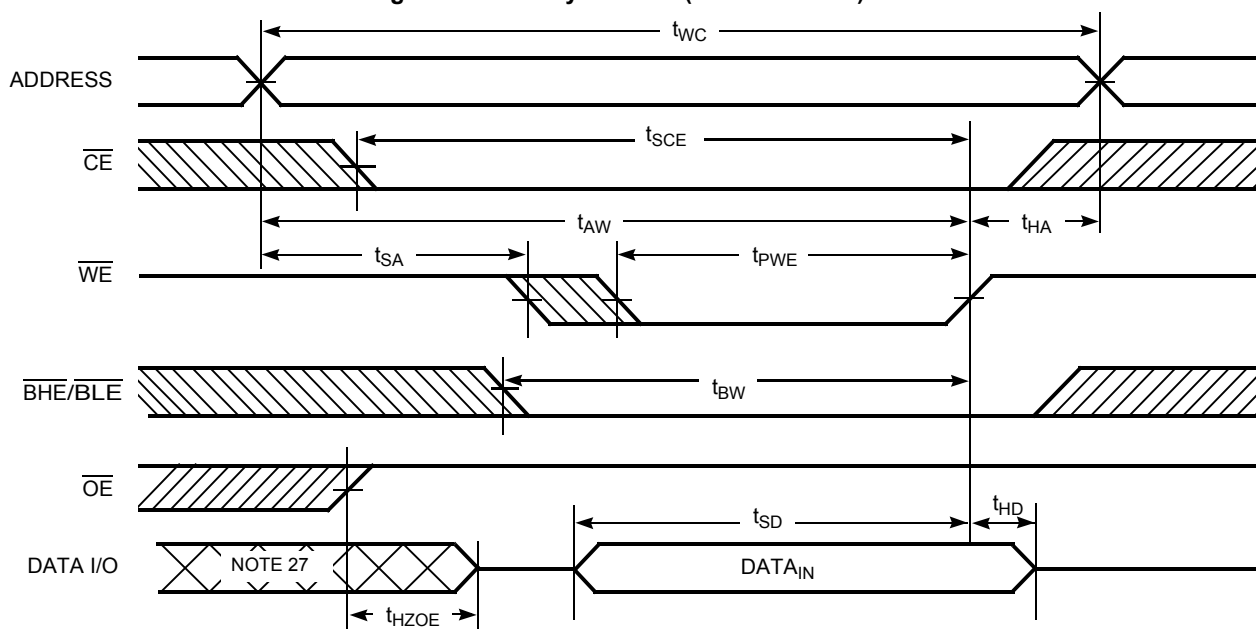 tWC
ADDRESS
CE
tSCE
tAW
tHA
tSA
tPWE
WE
BHE/BLE
tBW
OE
tSD
tHD
DATA I/O
NOTE 27
DATAIN
tHZOE